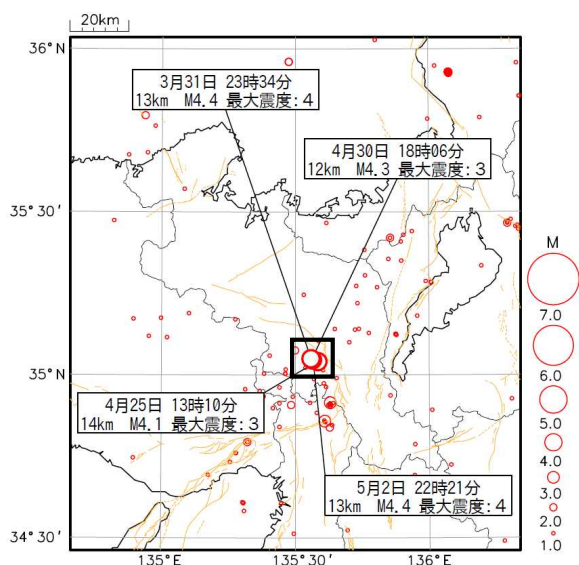 20km
36°N
3月31日 23時34分
13km M4.4 最大震度:4
4月30日 18時06分
12km M4.3 最大震度:3
35°30′
M
7.0
6.0
35°N
4月25日 13時10分
14km M4.1 最大震度:3
5.0
4.0
5月2日 22時21分
13km M4.4 最大震度:4
3.0
2.0
34°30′
1.0
135°E
135°30′
136°E